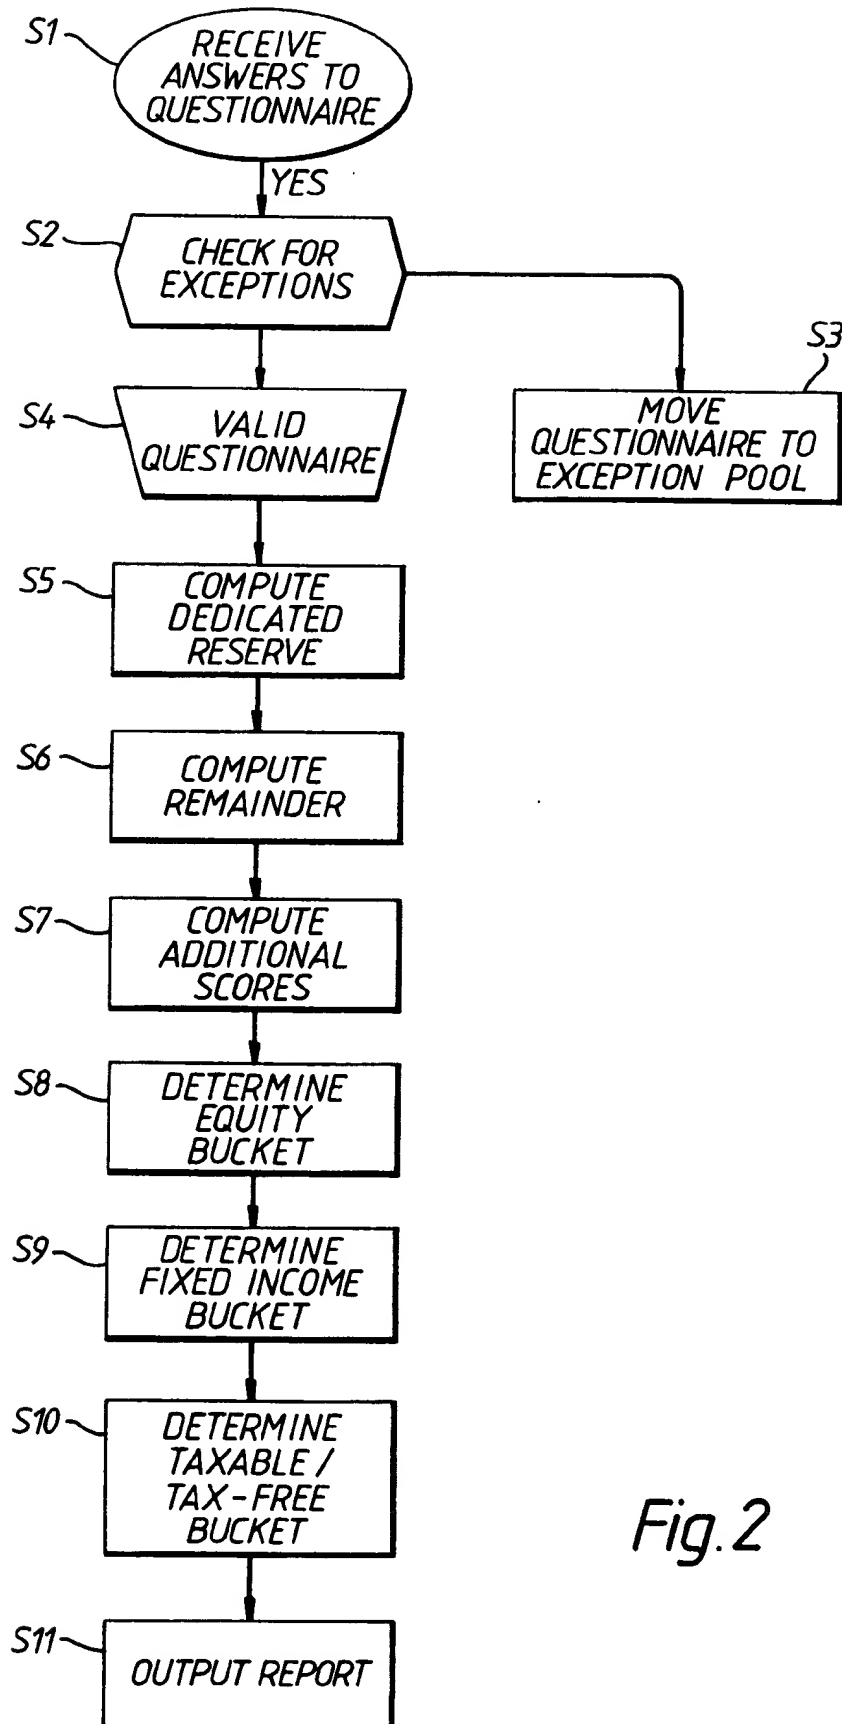 S1
RECEIVE
ANSWERS TO
QUESTIONNAIRE
YES
S2
CHECK FOR
EXCEPTIONS
S3
MOVE
QUESTIONNAIRE TO
EXCEPTION POOL
S4
VALID
QUESTIONNAIRE
S5
COMPUTE
DEDICATED
RESERVE
S6
COMPUTE
REMAINDER
S7
COMPUTE
ADDITIONAL
SCORES
S8
DETERMINE
EQUITY
BUCKET
S9
DETERMINE
FIXED INCOME
BUCKET
S10
DETERMINE
TAXABLE /
TAX-FREE
BUCKET
S11
OUTPUT REPORT
Fig.2